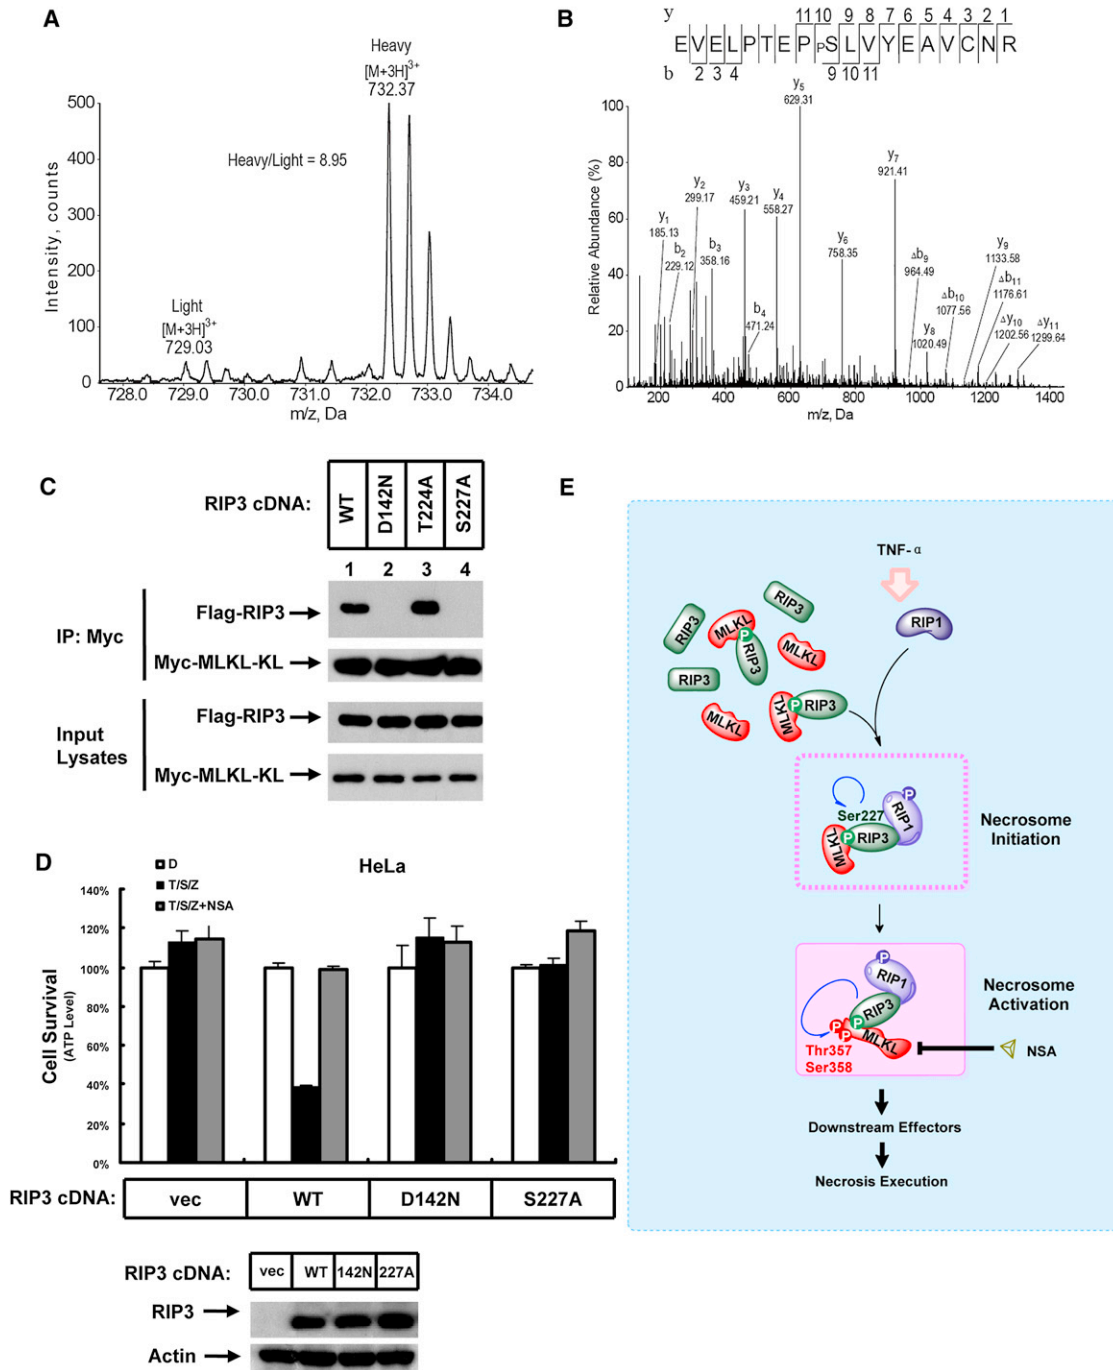 A
Heavy
[M+3H]3+
732.37
Heavy/Light = 8.95
Light
[M+3H]3+
729.03
Intensity, counts
500
400
300
200
100
0
728.0 729.0 730.0 731.0 732.0 733.0 734.0
m/z, Da
B
y 11 10 9 8 7 6 5 4 3 2 1
E V E L P T E P pS L V Y E A V C N R
b 2 3 4 9 10 11
Relative Abundance (%)
100
80
60
40
20
0
y5
629.31
y7
921.41
y2
299.17
y3
459.21
y4
558.27
y1
185.13
b2
229.12
b3
358.16
y6
758.35
b4
471.24
Δb9
964.49
y9
1133.58
Δb10
1077.56
Δb11
1176.61
y8
1020.49
Δy10
1202.56
Δy11
1299.64
200 400 600 800 1000 1200 1400
m/z, Da
C
RIP3 cDNA: WT D142N T224A S227A
1 2 3 4
IP: Myc
Flag-RIP3
Myc-MLKL-KL
Input
Lysates
Flag-RIP3
Myc-MLKL-KL
D
HeLa
D
T/S/Z
T/S/Z+NSA
Cell Survival
(ATP Level)
140%
120%
100%
80%
60%
40%
20%
0%
RIP3 cDNA: vec WT D142N S227A
RIP3 cDNA: vec WT 142N 227A
RIP3
Actin
E
TNF-α
RIP1
RIP3
RIP3
MLKL
P
RIP3
MLKL
RIP3
MLKL
MLKL
P
RIP3
Ser227
P
RIP1
MLKL
P
RIP3
Necrosome
Initiation
P
RIP1
RIP3
P
P
P
MLKL
Thr357
Ser358
Necrosome
Activation
NSA
Downstream Effectors
Necrosis Execution